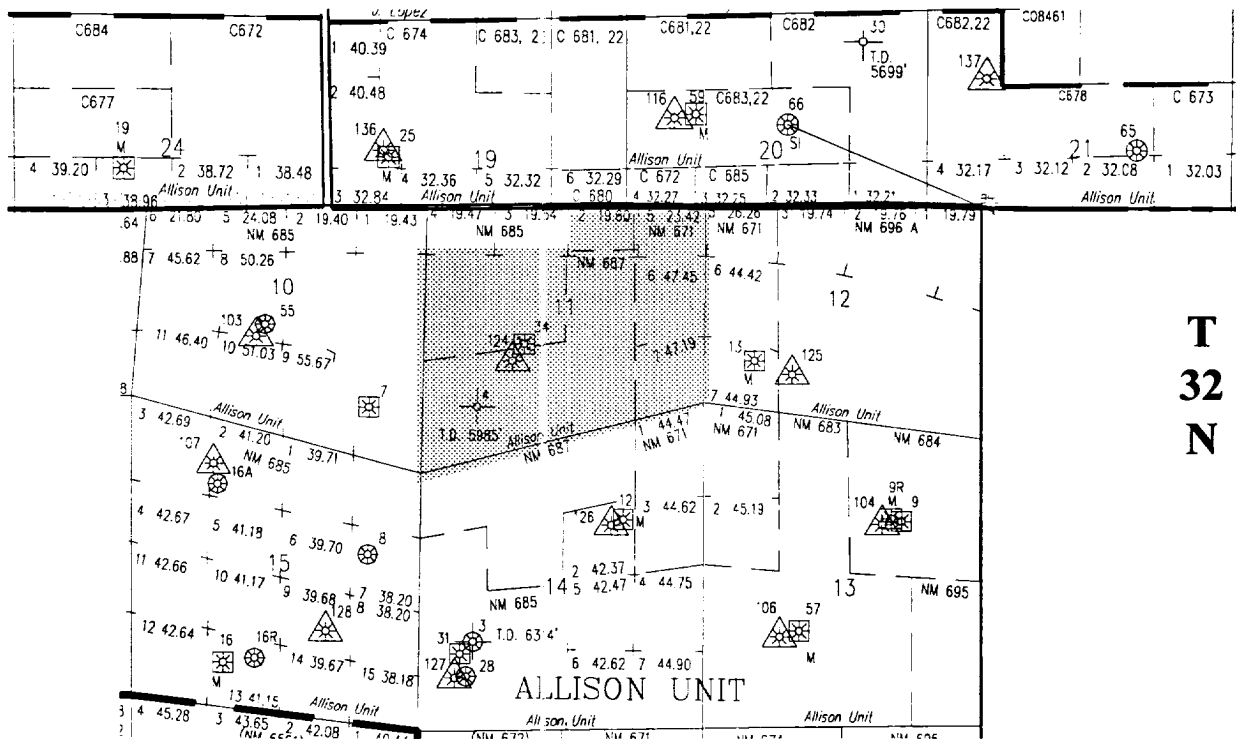 J. Lopez
C684 C672 C 674 C 683, 2 C 681, 22 C681,22 C682 C682,22 C08461
30
1 40.39
T.D.
5699'
137
2 40.48
C677
C683,22
C678 C 673
116 59 M
66
SI
19
M
136 25
M
65
24 19 20 21
4 39.20 2 38.72 1 38.48
4 32.36 5 32.32 6 32.29 C 672 C 685
4 32.17 3 32.12 2 32.08 1 32.03
Allison Unit
3 38.96
3 32.84
Allison Unit
C 680 4 32.27 3 32.25 2 32.33 1 32.21
Allison Unit
.64 6 21.80 5 24.08 2 19.40 1 19.43 4 19.47 3 19.54 2 19.60 5 23.42 3 26.28 3 19.74 2 9.76 1 19.79
NM 685 NM 685 NM 671 NM 671 NM 696 A
.88 7 45.62 8 50.26
NM 687
6 47.45 6 44.42
10 11 12
103 55
11 46.40 10 51.03 9 55.67
124 34
7 47.19
13
M
125
T
32
N
7
4
8
3 42.69
Allison Unit
2 41.20
NM 685
1 39.71
T.D. 5985'
Allison Unit
NM 687
1 44.47
NM 671
7 44.93
1 45.08
NM 671
Allison Unit
NM 683
NM 684
107
16A
4 42.67 5 41.18 6 39.70
8
126 12 M
3 44.62 2 45.19
9R
M
104 9
11 42.66 10 41.17 9 39.68 7 38.20
8 38.20
15
2 42.37
5 42.47 4 44.75
NM 685
14
13
NM 695
128
12 42.64
16
M
16R
14 39.67 15 38.18
31 3 T.D. 6314'
127 28
6 42.62 7 44.90
106 57
M
ALLISON UNIT
13 41.15
Allison Unit
4 45.28 3 43.65 2 42.08
Allison Unit
Allison Unit
(NM 672) NM 671